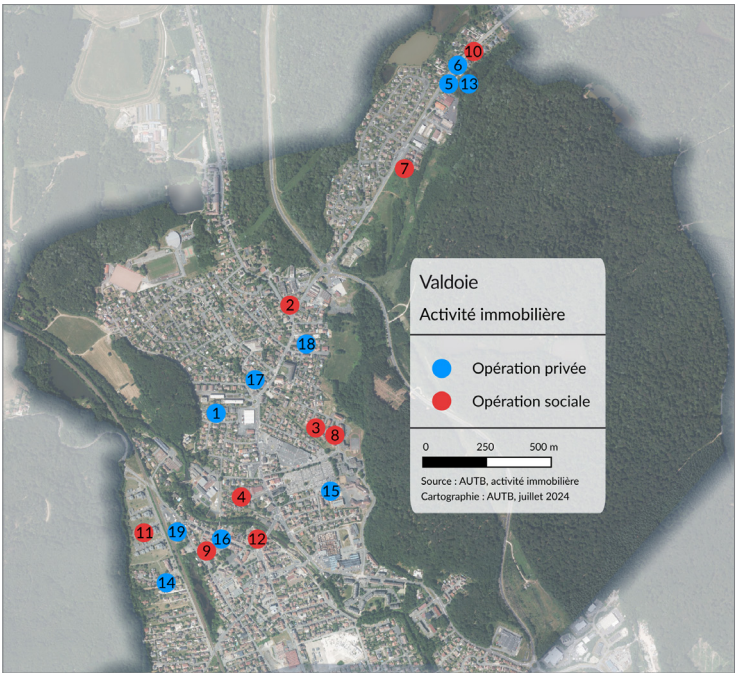 10
6
5 13
7
2
18
17
1
3
8
4
15
11
19
16
12
9
14
Valdoie
Activité immobilière
Opération privée
Opération sociale
0 250 500 m
Source : AUTB, activité immobilière
Cartographie : AUTB, juillet 2024